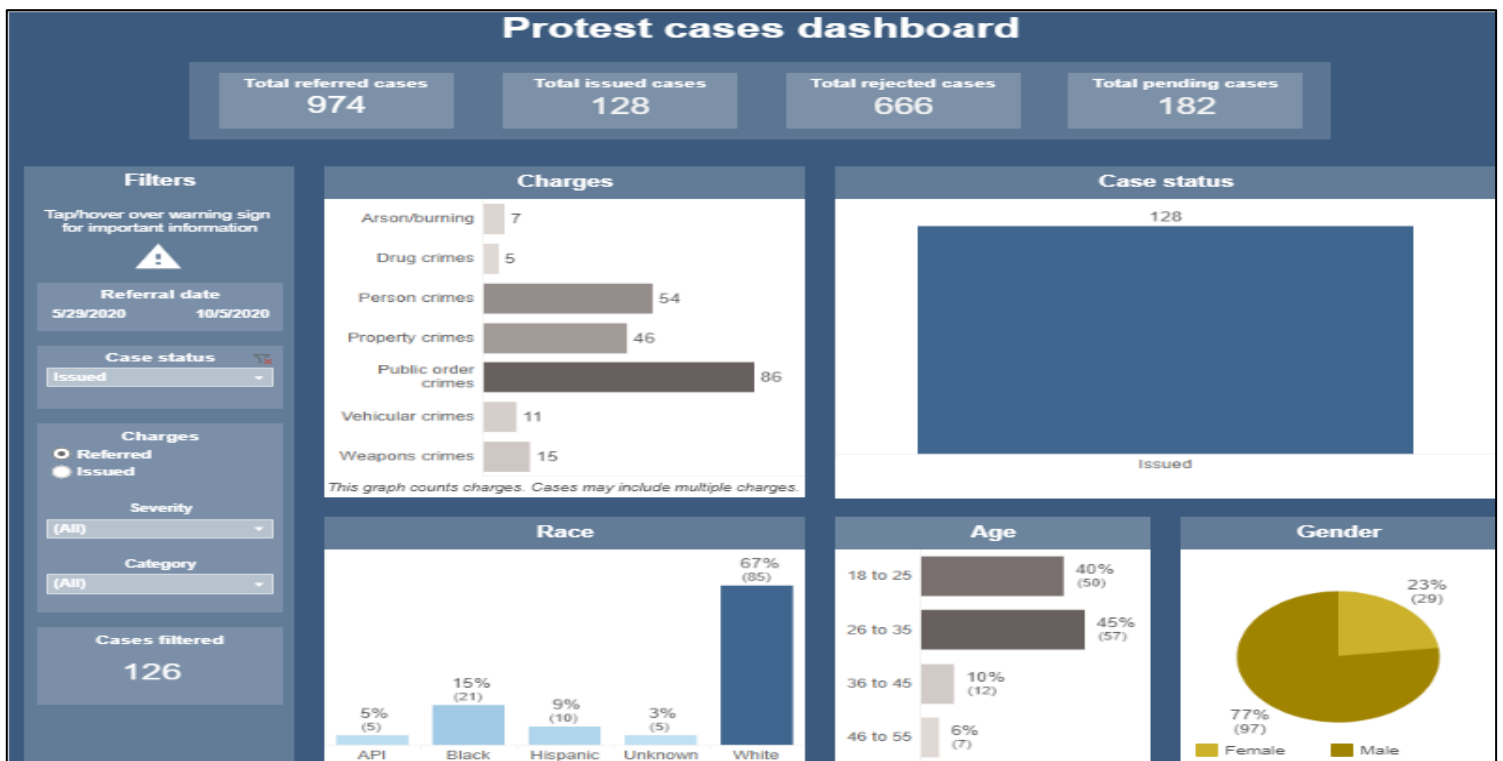 Protest cases dashboard
Total referred cases
974
Total issued cases
128
Total rejected cases
666
Total pending cases
182
Filters
Tap/hover over warning sign
for important information
Referral date
5/29/2020 10/5/2020
Case status
Issued
Charges
Referred
Issued
Severity
(All)
Category
(All)
Cases filtered
126
Charges
Arson/burning 7
Drug crimes 5
Person crimes 54
Property crimes 46
Public order
crimes 86
Vehicular crimes 11
Weapons crimes 15
This graph counts charges. Cases may include multiple charges.
Case status
128
Issued
Race
5%
(5)
API
15%
(21)
Black
9%
(10)
Hispanic
3%
(5)
Unknown
67%
(85)
White
Age
18 to 25 40%
(50)
26 to 35 45%
(57)
36 to 45 10%
(12)
46 to 55 6%
(7)
Gender
23%
(29)
77%
(97)
Female Male